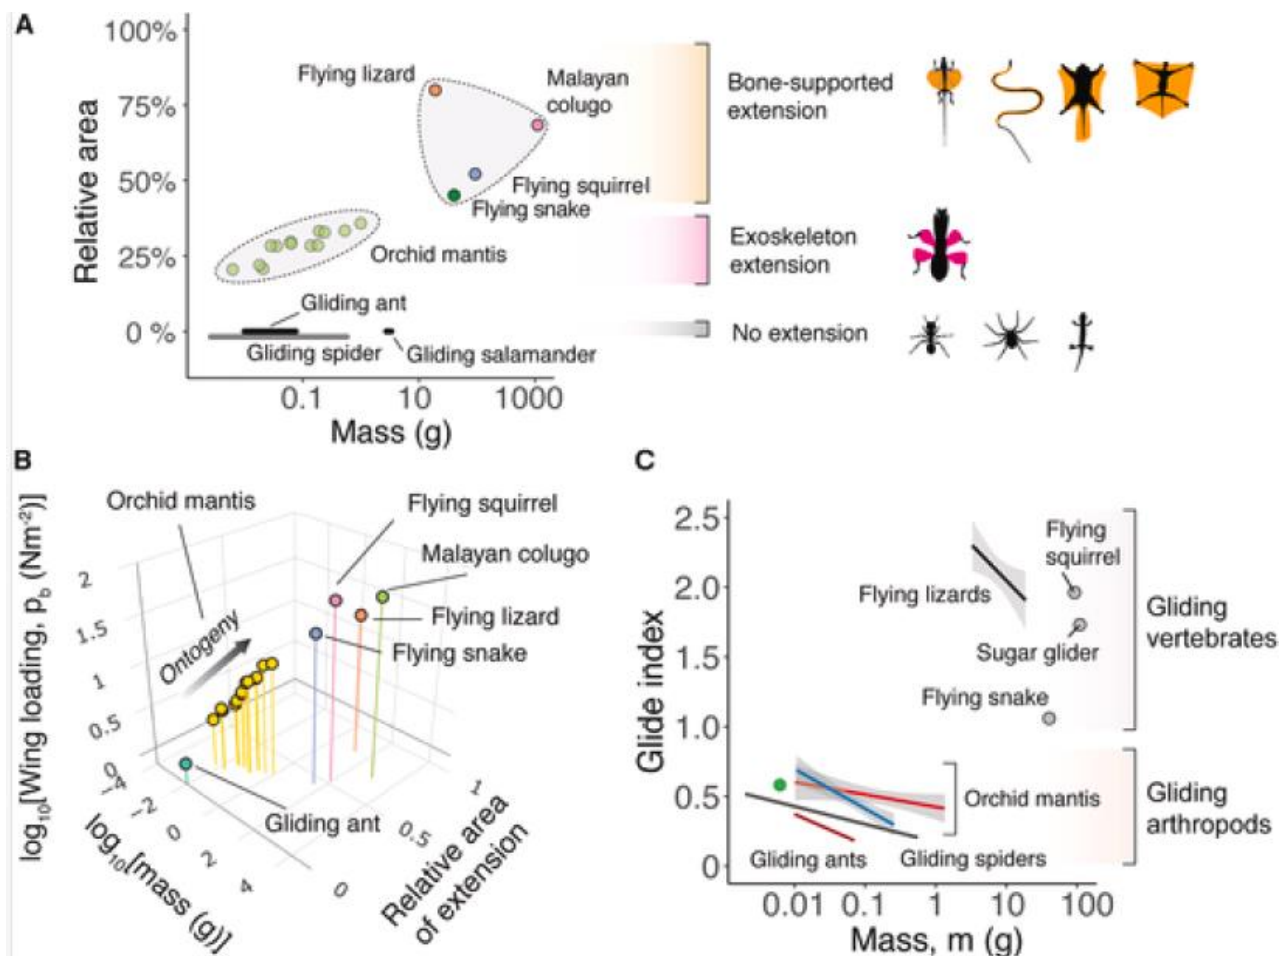 A
100%
75%
50%
25%
0 %
Relative area
Flying lizard
Malayan
colugo
Flying squirrel
Flying snake
Orchid mantis
Gliding ant
Gliding spider
Gliding salamander
0.1
10
1000
Mass (g)
Bone-supported
extension
Exoskeleton
extension
No extension
B
Orchid mantis
Flying squirrel
Malayan colugo
Flying lizard
Flying snake
Ontogeny
Gliding ant
log₁₀[Wing loading, p_b (Nm⁻²)]
2
1.5
1
0.5
0
−4
−2
0
2
4
log₁₀[mass (g)]
0
0.5
1
Relative area
of extension
C
2.5
2.0
1.5
1.0
0.5
0
Glide index
Flying
squirrel
Flying lizards
Sugar glider
Flying snake
Gliding
vertebrates
Orchid mantis
Gliding
arthropods
Gliding ants
Gliding spiders
0.01
0.1
1
10
100
Mass, m (g)